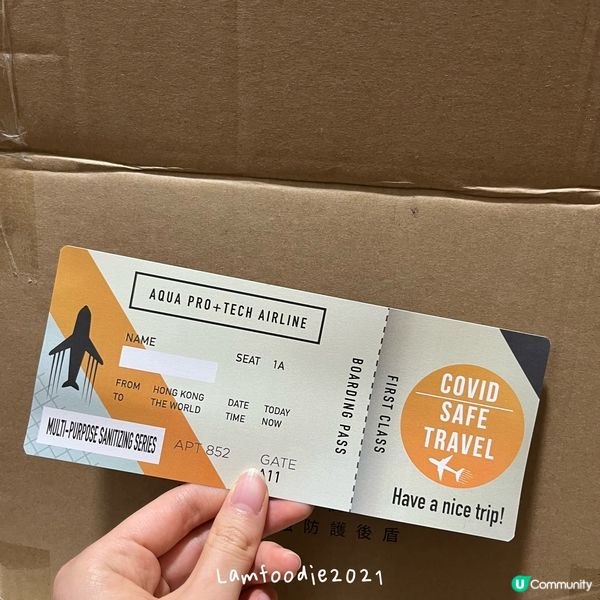 AQUA PRO+TECH AIRLINE
NAME
SEAT 1A
FROM HONG KONG
TO THE WORLD
DATE TODAY
TIME NOW
MULTI-PURPOSE SANITIZING SERIES
APT 852
GATE
A11
BOARDING PASS
FIRST CLASS
COVID
SAFE
TRAVEL
Have a nice trip!
防護後盾
Lamfoodie2021
U Community